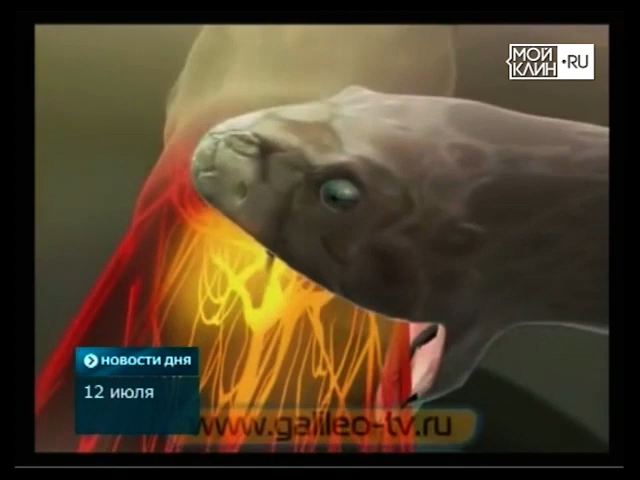 МОЙ
КЛИН
•RU
НОВОСТИ ДНЯ
12 июля
www.galileo-tv.ru